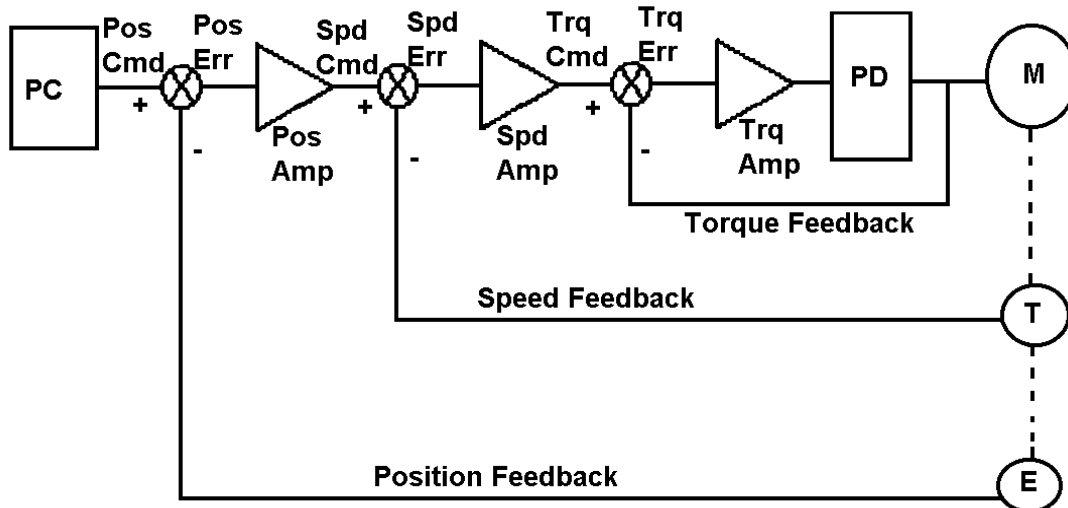 PC
Pos
Cmd
+
-
Pos
Err
Pos
Amp
Spd
Cmd
+
-
Spd
Err
Spd
Amp
Trq
Cmd
+
-
Trq
Err
Trq
Amp
PD
M
Torque Feedback
Speed Feedback
T
Position Feedback
E